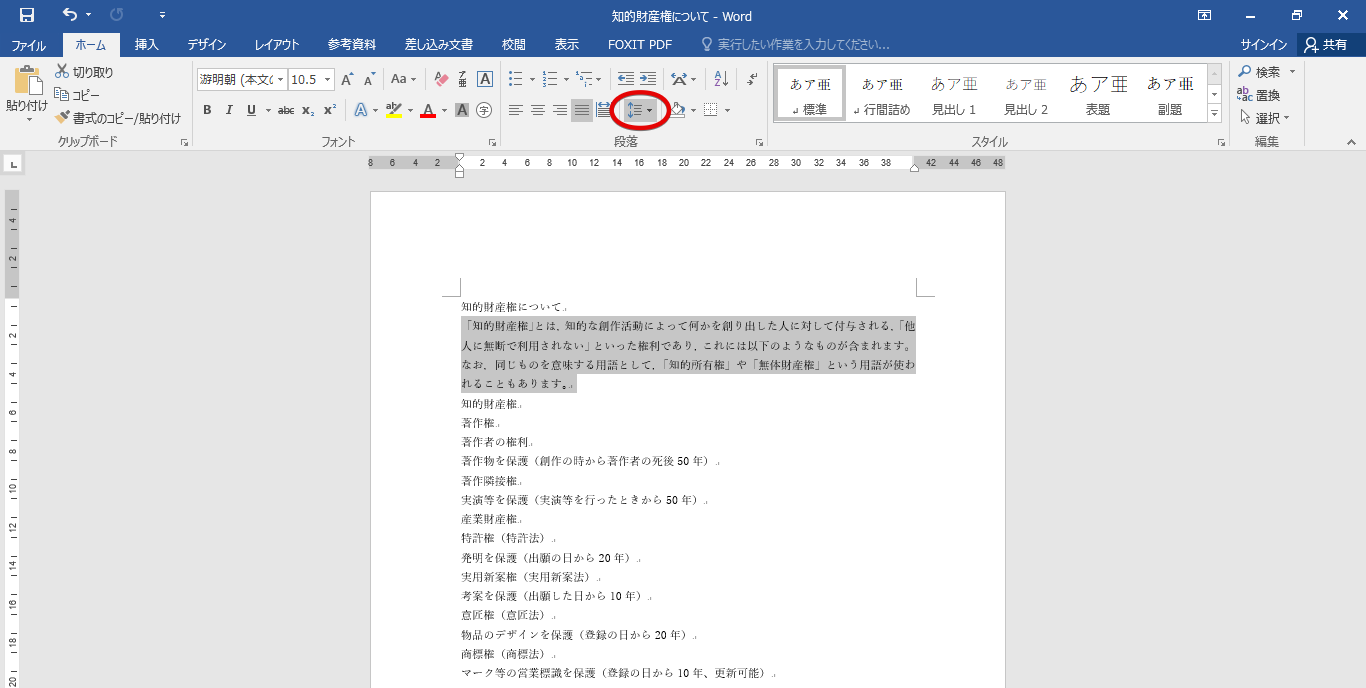 知的財産権について - Word
ファイル ホーム 挿入 デザイン レイアウト 参考資料 差し込み文書 校閲 表示 FOXIT PDF 実行したい作業を入力してください... サインイン 共有
貼り付け 切り取り コピー 書式のコピー/貼り付け
クリップボード
游明朝 (本文の 10.5 A A Aa A
B I U abc x₂ x² A ab A A 字
フォント
段落
あア亜 あア亜 あア亜 あア亜 あア亜 あア亜
標準 行間詰め 見出し 1 見出し 2 表題 副題
スタイル
検索
置換
選択
編集
8 6 4 2 2 4 6 8 10 12 14 16 18 20 22 24 26 28 30 32 34 36 38 42 44 46 48
4 2 2 4 6 8 10 12 14 16 18 20
知的財産権について
「知的財産権」とは，知的な創作活動によって何かを創り出した人に対して付与される，「他
人に無断で利用されない」といった権利であり，これには以下のようなものが含まれます。
なお，同じものを意味する用語として，「知的所有権」や「無体財産権」という用語が使わ
れることもあります。
知的財産権
著作権
著作者の権利
著作物を保護（創作の時から著作者の死後 50 年）
著作隣接権
実演等を保護（実演等を行ったときから 50 年）
産業財産権
特許権（特許法）
発明を保護（出願の日から 20 年）
実用新案権（実用新案法）
考案を保護（出願した日から 10 年）
意匠権（意匠法）
物品のデザインを保護（登録の日から 20 年）
商標権（商標法）
マーク等の営業標識を保護（登録の日から 10 年、更新可能）